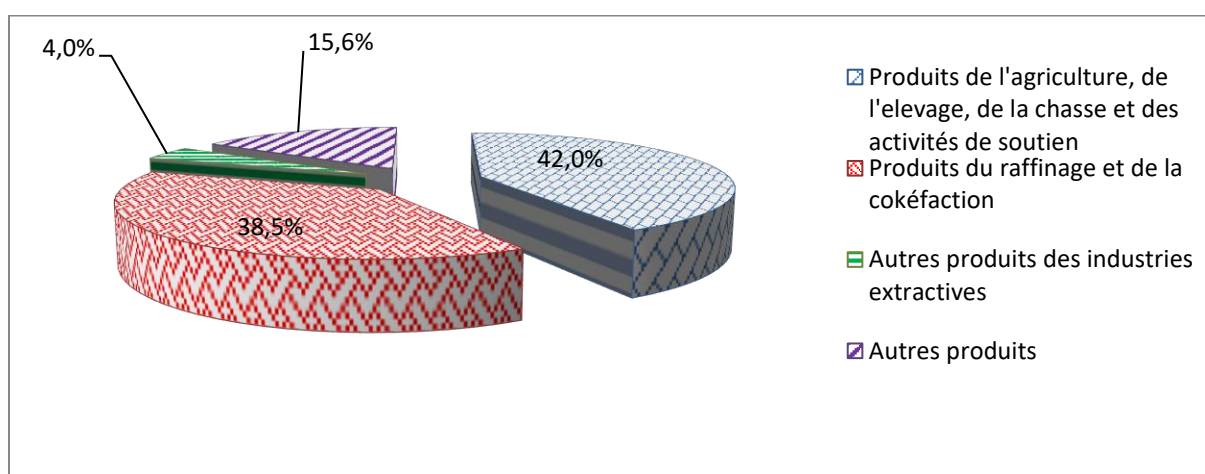 4,0%
15,6%
42,0%
38,5%
Produits de l'agriculture, de
l'elevage, de la chasse et des
activités de soutien
Produits du raffinage et de la
cokéfaction
Autres produits des industries
extractives
Autres produits